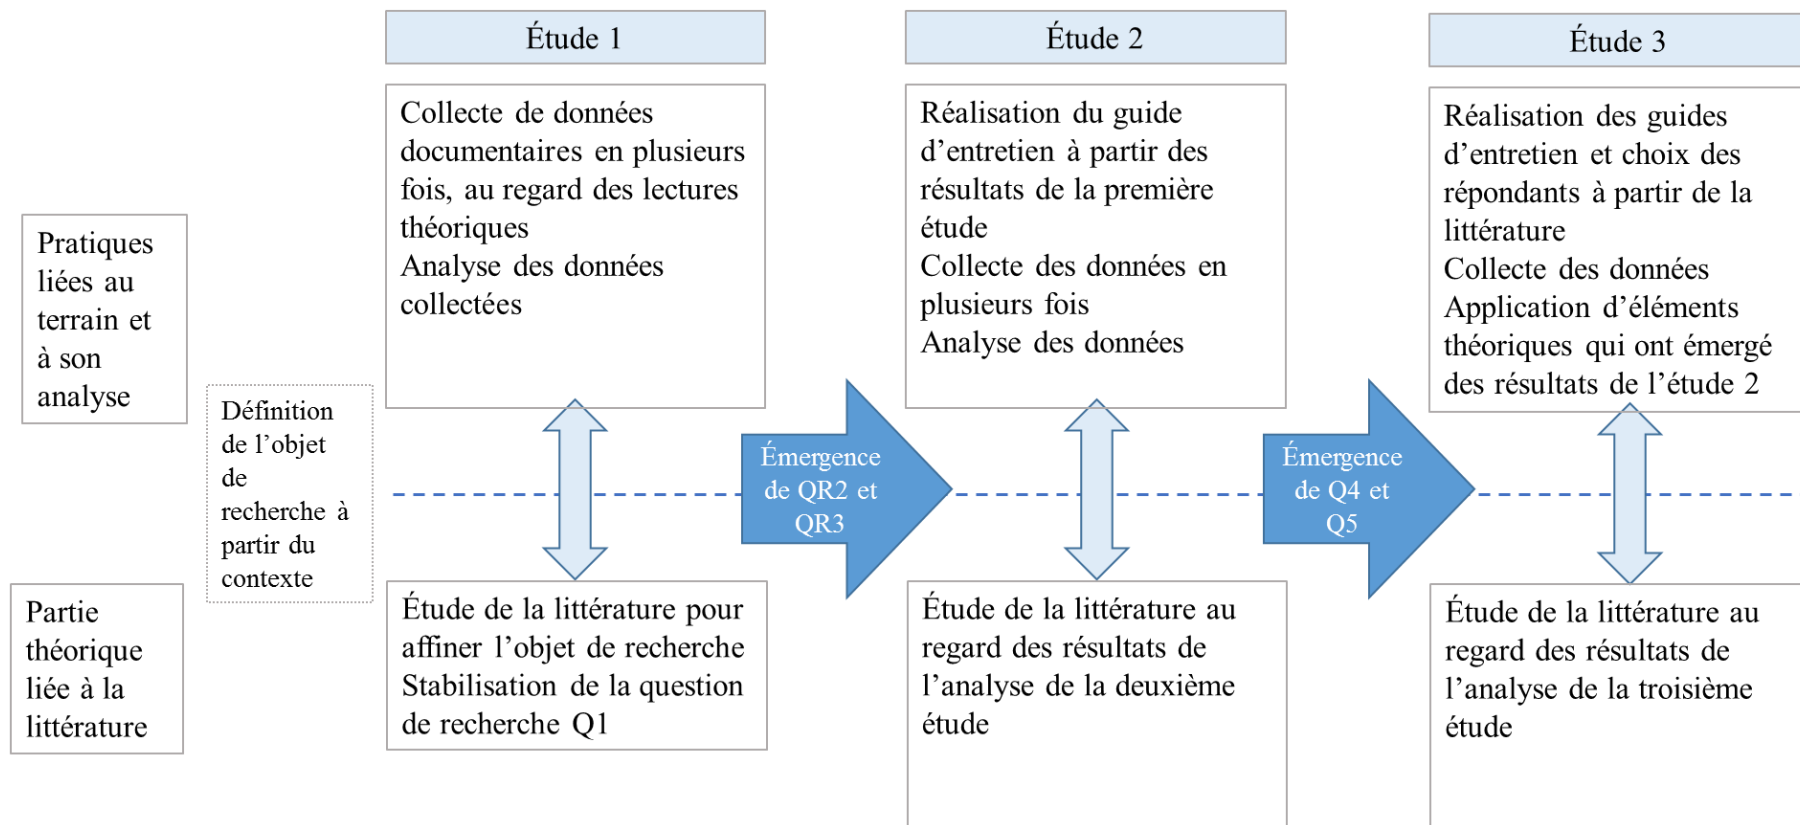 Étude 1
Étude 2
Étude 3
Collecte de données
documentaires en plusieurs
fois, au regard des lectures
théoriques
Analyse des données
collectées
Réalisation du guide
d’entretien à partir des
résultats de la première
étude
Collecte des données en
plusieurs fois
Analyse des données
Réalisation des guides
d’entretien et choix des
répondants à partir de la
littérature
Collecte des données
Application d’éléments
théoriques qui ont émergé
des résultats de l’étude 2
Pratiques
liées au
terrain et
à son
analyse
Définition
de l’objet
de
recherche à
partir du
contexte
Émergence
de QR2 et
QR3
Émergence
de Q4 et
Q5
Partie
théorique
liée à la
littérature
Étude de la littérature pour
affiner l’objet de recherche
Stabilisation de la question
de recherche Q1
Étude de la littérature au
regard des résultats de
l’analyse de la deuxième
étude
Étude de la littérature au
regard des résultats de
l’analyse de la troisième
étude